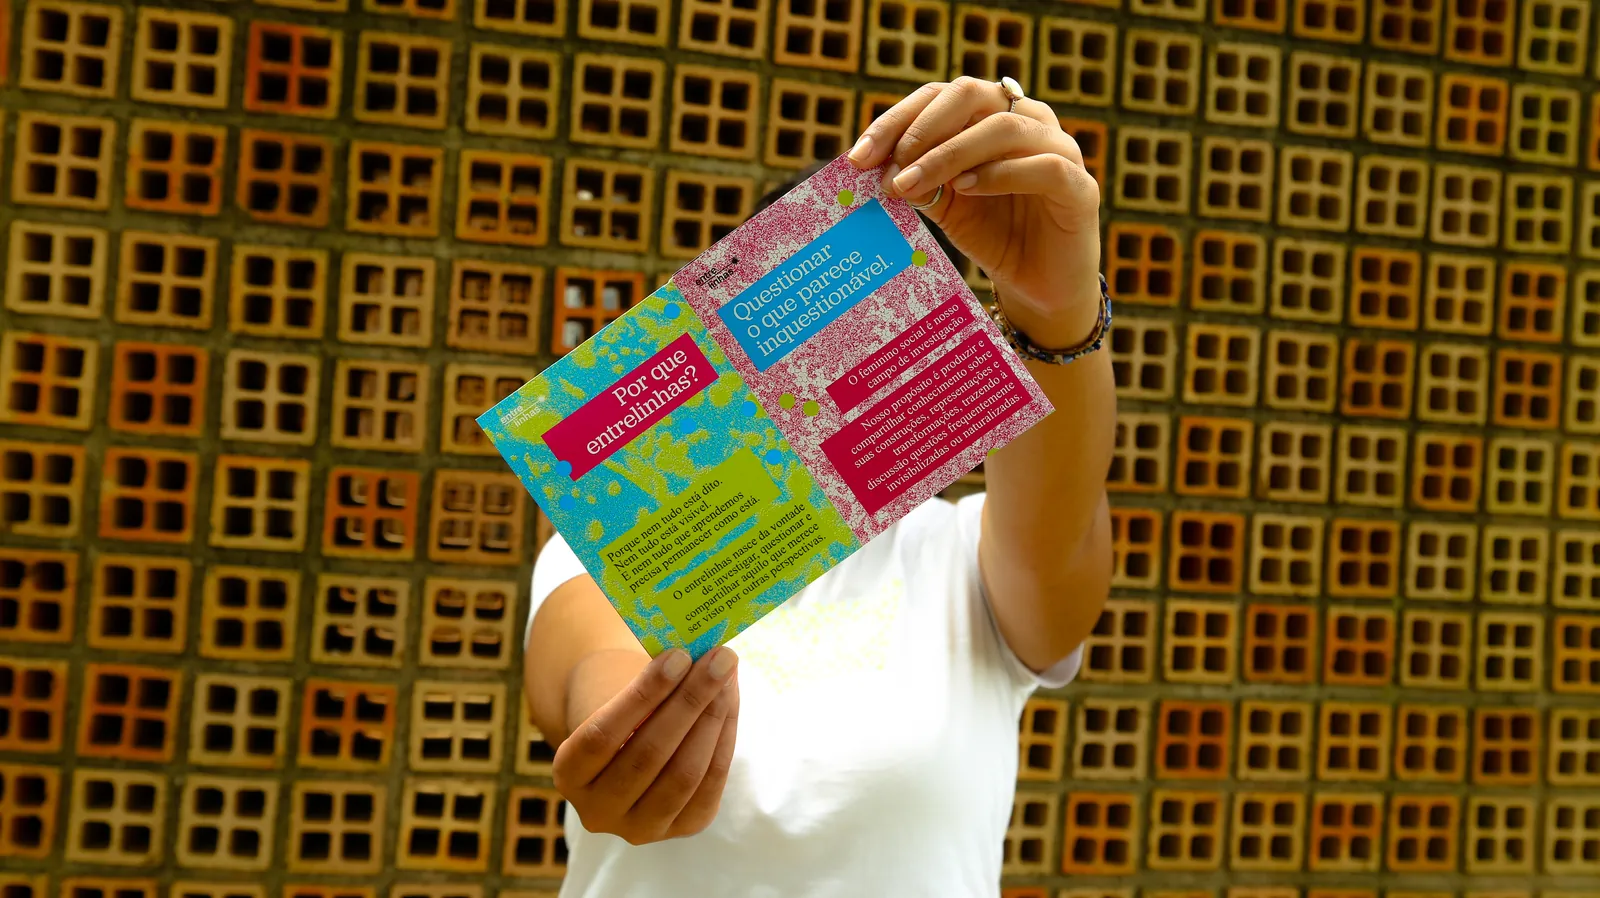 entre
linhas
Por que
entrelinhas?
Porque nem tudo está dito.
Nem tudo está visível.
E nem tudo que aprendemos
precisa permanecer como está.
O entrelinhas nasce da vontade
de investigar, questionar e
compartilhar aquilo que merece
ser visto por outras perspectivas.
entre
linhas
Questionar
o que parece
inquestionável.
O feminino social é nosso
campo de investigação.
Nosso propósito é produzir e
compartilhar conhecimento sobre
suas construções, representações e
transformações, trazendo à
discussão questões frequentemente
invisibilizadas ou naturalizadas.